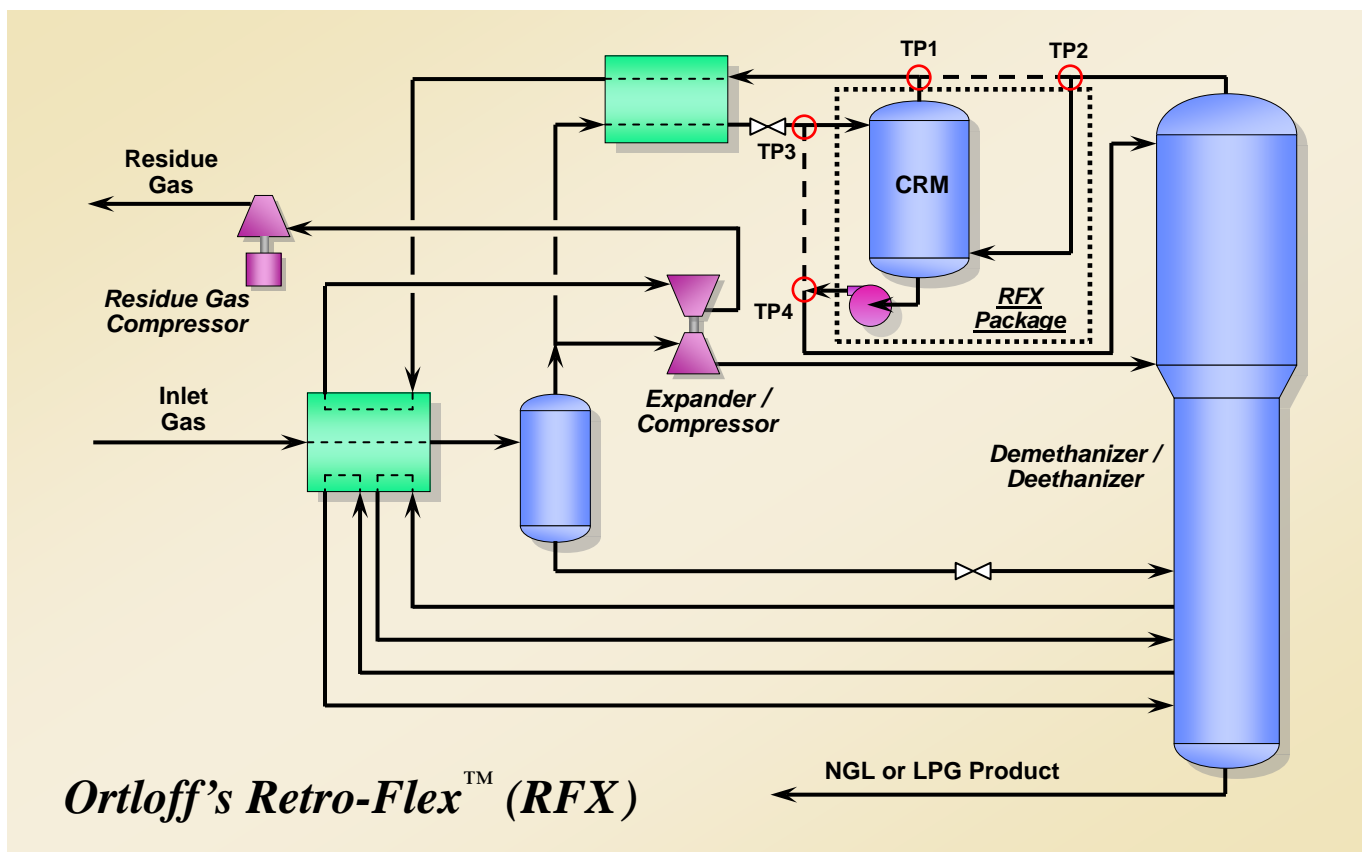 TP1
TP2
TP3
CRM
Residue
Gas
TP4
RFX
Package
Residue Gas
Compressor
Inlet
Gas
Expander /
Compressor
Demethanizer /
Deethanizer
NGL or LPG Product
Ortloff's Retro-Flex™ (RFX)